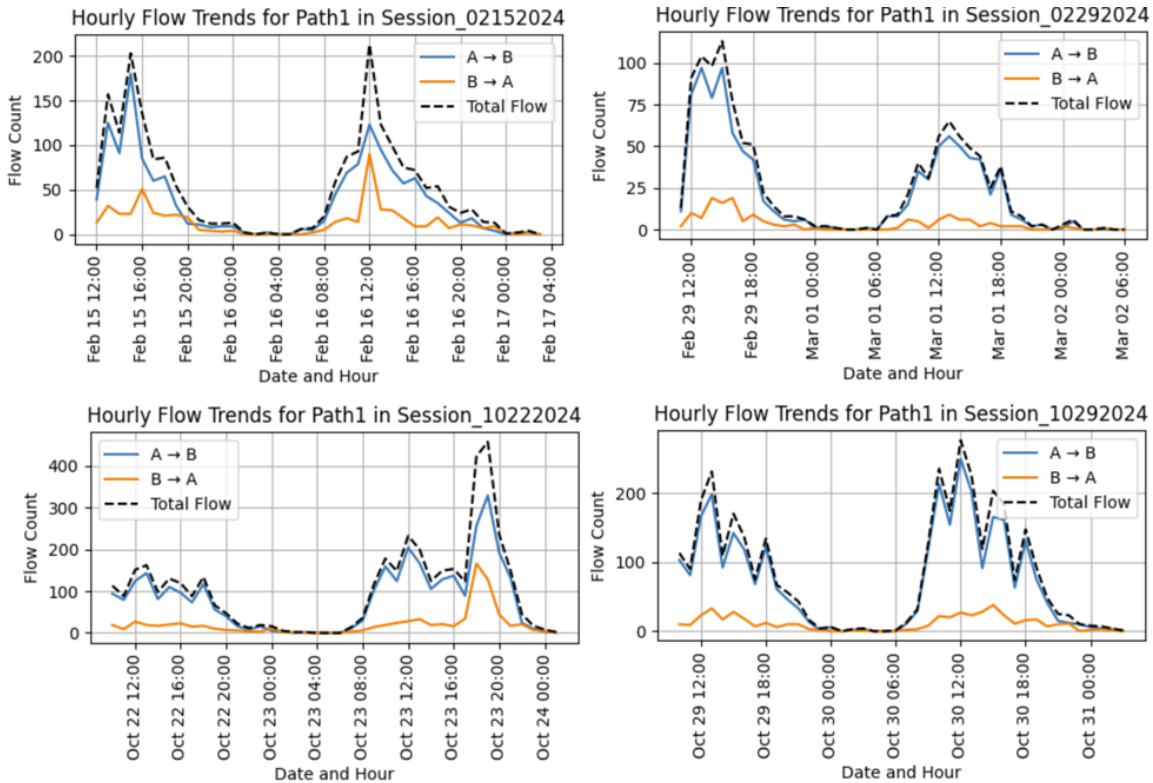 Hourly Flow Trends for Path1 in Session_02152024
Flow Count
200
150
100
50
0
A → B
B → A
Total Flow
Feb 15 12:00
Feb 15 16:00
Feb 15 20:00
Feb 16 00:00
Feb 16 04:00
Feb 16 08:00
Feb 16 12:00
Feb 16 16:00
Feb 16 20:00
Feb 17 00:00
Feb 17 04:00
Date and Hour
Hourly Flow Trends for Path1 in Session_02292024
Flow Count
100
75
50
25
0
A → B
B → A
Total Flow
Feb 29 12:00
Feb 29 18:00
Mar 01 00:00
Mar 01 06:00
Mar 01 12:00
Mar 01 18:00
Mar 02 00:00
Mar 02 06:00
Date and Hour
Hourly Flow Trends for Path1 in Session_10222024
Flow Count
400
300
200
100
0
A → B
B → A
Total Flow
Oct 22 12:00
Oct 22 16:00
Oct 22 20:00
Oct 23 00:00
Oct 23 04:00
Oct 23 08:00
Oct 23 12:00
Oct 23 16:00
Oct 23 20:00
Oct 24 00:00
Date and Hour
Hourly Flow Trends for Path1 in Session_10292024
Flow Count
200
100
0
A → B
B → A
Total Flow
Oct 29 12:00
Oct 29 18:00
Oct 30 00:00
Oct 30 06:00
Oct 30 12:00
Oct 30 18:00
Oct 31 00:00
Date and Hour